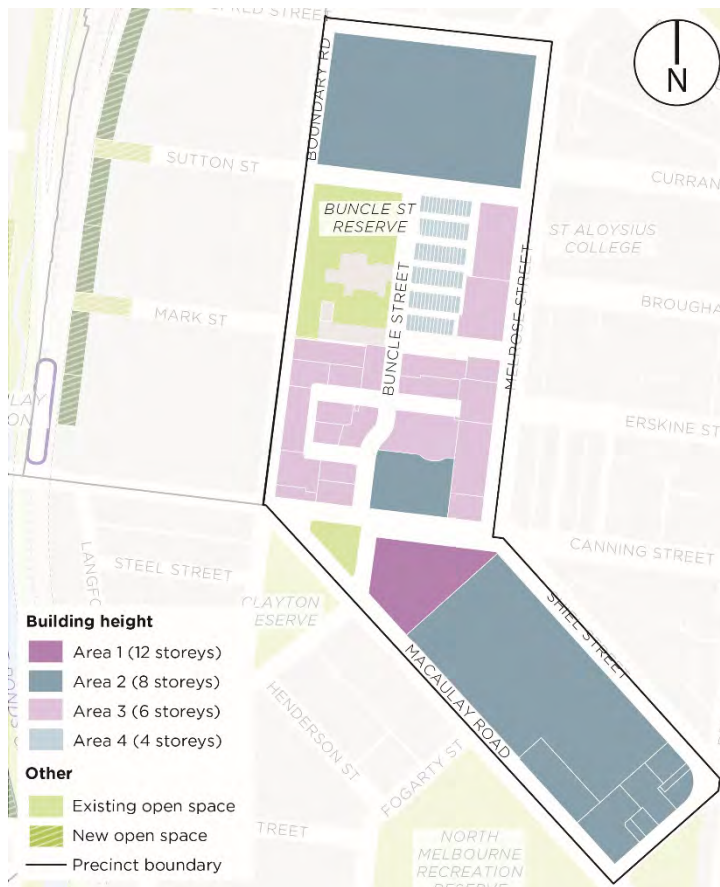 BOUNDARY RD
N
SUTTON ST
CURRAN
BUNCLE ST
RESERVE
ST ALOYSIUS
COLLEGE
MELROSE STREET
BUNCLE STREET
MARK ST
BROUGHA
ERSKINE ST
CANNING STREET
STEEL STREET
CLAYTON
ESERVE
SHIEL STREET
MACAULAY ROAD
HENDERSON ST
FOGARTY ST
TREET
NORTH
MELBOURNE
RECREATION
Building height
Area 1 (12 storeys)
Area 2 (8 storeys)
Area 3 (6 storeys)
Area 4 (4 storeys)
Other
Existing open space
New open space
Precinct boundary